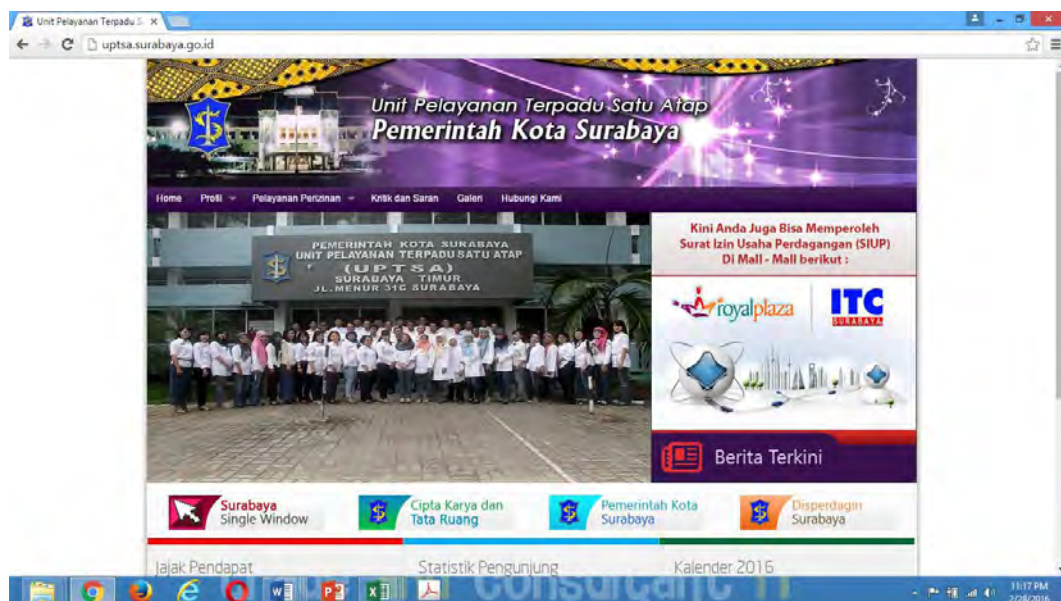 Unit Pelayanan Terpadu S
uptsa.surabaya.go.id
Unit Pelayanan Terpadu Satu Atap
Pemerintah Kota Surabaya
Home Profil Pelayanan Perizinan Kritik dan Saran Galeri Hubungi Kami
PEMERINTAH KOTA SURABAYA
UNIT PELAYANAN TERPADU SATU ATAP
(UPTSA)
SURABAYA TIMUR
JL.MENUR 31C SURABAYA
Kini Anda Juga Bisa Memperoleh
Surat Izin Usaha Perdagangan (SIUP)
Di Mall - Mall berikut :
royalplaza
ITC
SURABAYA
Berita Terkini
Surabaya
Single Window
Cipta Karya dan
Tata Ruang
Pemerintah Kota
Surabaya
Disperdagin
Surabaya
Jajak Pendapat
Statistik Pengunjung
Kalender 2016
11:17 PM
2/28/2016